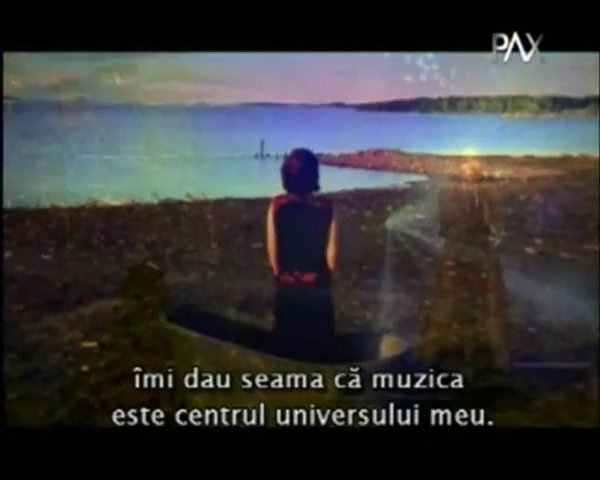 PAX
îmi dau seama că muzica
este centrul universului meu.